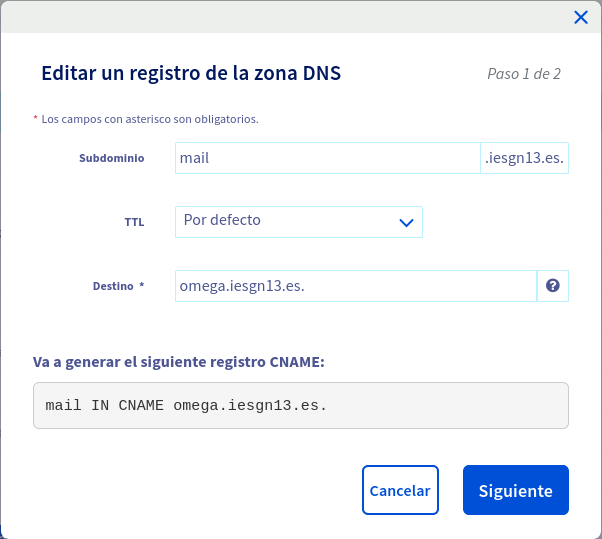 Editar un registro de la zona DNS
Paso 1 de 2
* Los campos con asterisco son obligatorios.
Subdominio mail .iesgn13.es.
TTL Por defecto
Destino * omega.iesgn13.es. ?
Va a generar el siguiente registro CNAME:
mail IN CNAME omega.iesgn13.es.
Cancelar Siguiente